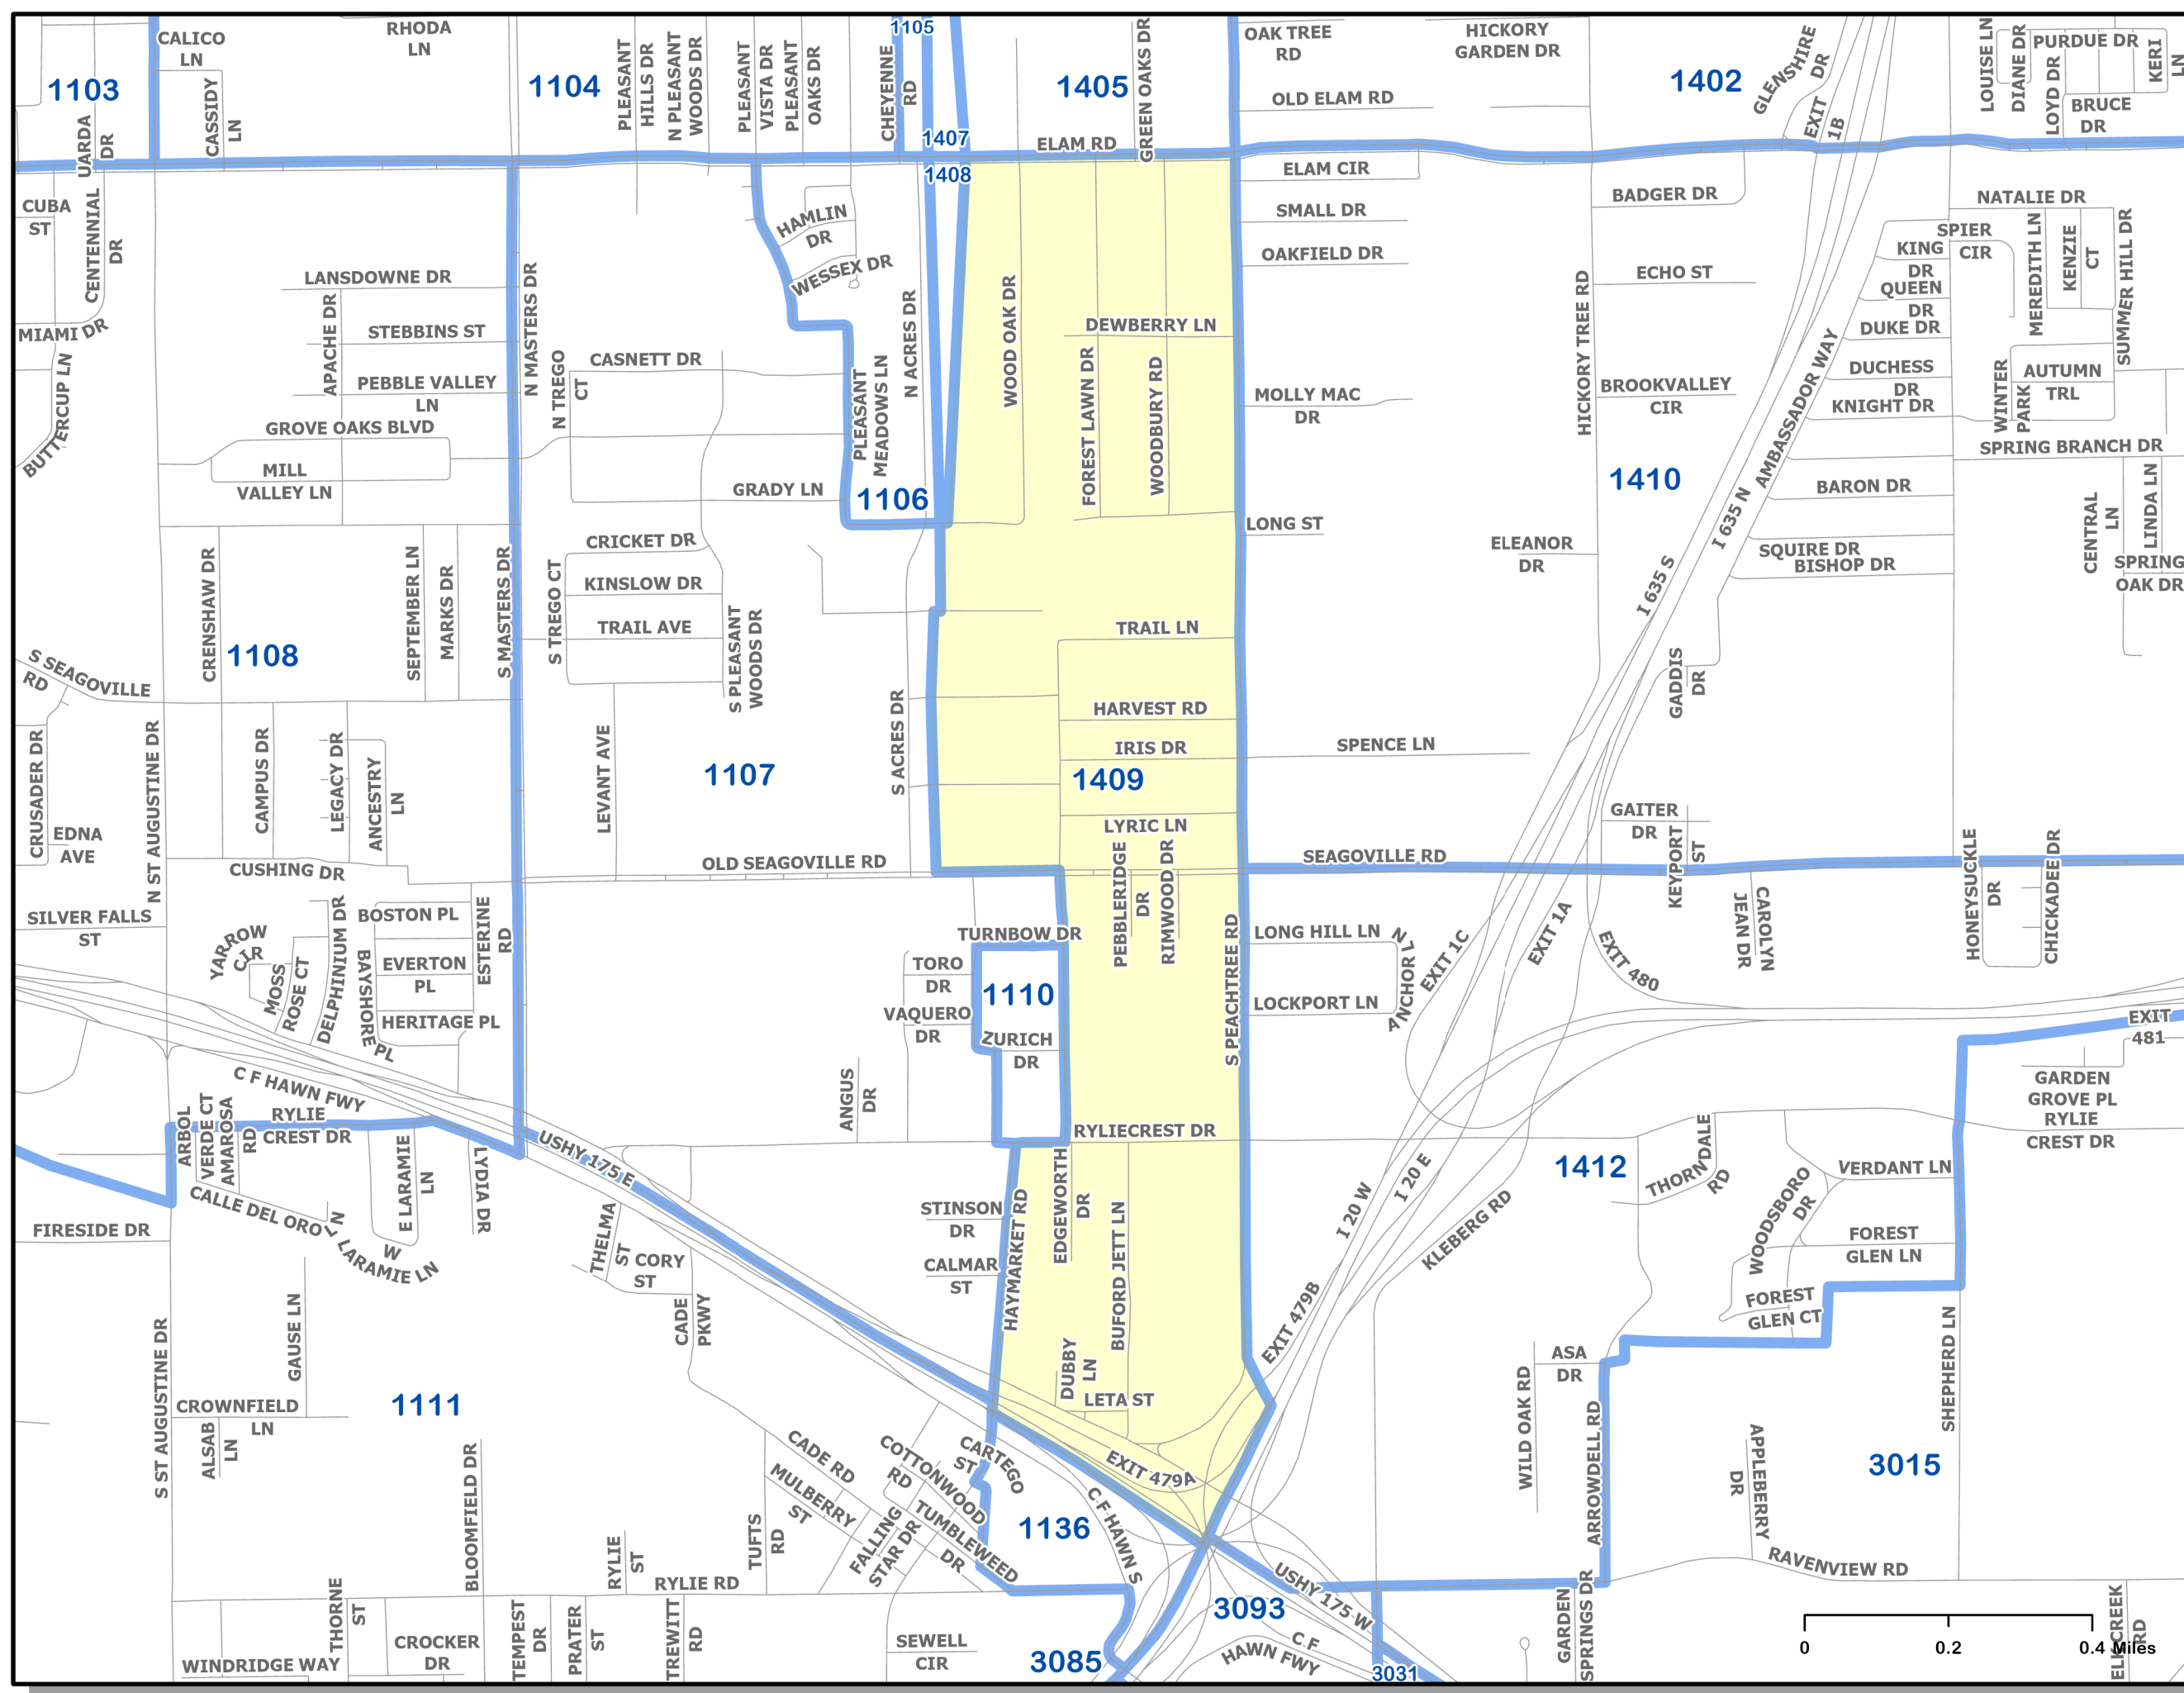 1103
CALICO
LN
CASSIDY
LN
UARDA
DR
RHODA
LN
1104
PLEASANT
HILLS DR
N PLEASANT
WOODS DR
PLEASANT
VISTA DR
PLEASANT
OAKS DR
CHEYENNE
RD
1105
1407
1408
1405
ELAM RD
GREEN OAKS DR
OAK TREE
RD
HICKORY
GARDEN DR
OLD ELAM RD
1402
GLENSHIRE
DR
EXIT
1B
LOUISE LN
DIANE DR
LOYD DR
PURDUE DR
KERI
LN
BRUCE
DR
CUBA
ST
CENTENNIAL
DR
MIAMI DR
BUTTERCUP LN
LANSDOWNE DR
APACHE DR
STEBBINS ST
PEBBLE VALLEY
LN
GROVE OAKS BLVD
MILL
VALLEY LN
N MASTERS DR
N TREGO
CT
CASNETT DR
HAMLIN
DR
WESSEX DR
PLEASANT
MEADOWS LN
N ACRES DR
GRADY LN
1106
WOOD OAK DR
DEWBERRY LN
FOREST LAWN DR
WOODBURY RD
ELAM CIR
SMALL DR
OAKFIELD DR
MOLLY MAC
DR
LONG ST
HICKORY TREE RD
BADGER DR
ECHO ST
BROOKVALLEY
CIR
1410
ELEANOR
DR
I 635 S
I 635 N
AMBASSADOR WAY
NATALIE DR
SPIER
CIR
KING
DR
QUEEN
DR
DUKE DR
DUCHESS
DR
KNIGHT DR
MEREDITH LN
KENZIE
CT
SUMMER HILL DR
WINTER
PARK
AUTUMN
TRL
SPRING BRANCH DR
BARON DR
SQUIRE DR
BISHOP DR
CENTRAL
LN
LINDA LN
SPRING
OAK DR
CRENSHAW DR
1108
SEPTEMBER LN
MARKS DR
S MASTERS DR
S SEAGOVILLE
RD
S TREGO CT
CRICKET DR
KINSLOW DR
TRAIL AVE
S PLEASANT
WOODS DR
LEVANT AVE
1107
S ACRES DR
TRAIL LN
HARVEST RD
IRIS DR
1409
LYRIC LN
SPENCE LN
GADDIS
DR
GAITER
DR
KEYPORT
ST
CRUSADER DR
EDNA
AVE
N ST AUGUSTINE DR
CAMPUS DR
LEGACY DR
ANCESTRY
LN
CUSHING DR
OLD SEAGOVILLE RD
SEAGOVILLE RD
PEBBLERIDGE
DR
RIMWOOD DR
S PEACHTREE RD
SILVER FALLS
ST
YARROW
CIR
MOSS
ROSE CT
DELPHINIUM DR
BOSTON PL
EVERTON
PL
HERITAGE PL
BAYSHORE
PL
ESTERINE
RD
TURNBOW DR
TORO
DR
VAQUERO
DR
1110
ZURICH
DR
ANGUS
DR
LONG HILL LN
ANCHOR LN
LOCKPORT LN
EXIT 1C
EXIT 1A
EXIT 480
JEAN DR
CAROLYN
HONEYSUCKLE
DR
CHICKADEE DR
EXIT
481
GARDEN
GROVE PL
RYLIE
CREST DR
C F HAWN FWY
ARBOL
VERDE CT
AMAROSA
RD
RYLIE
CREST DR
E LARAMIE
LN
LYDIA DR
CALLE DEL ORO LN
W
LARAMIE LN
FIRESIDE DR
USHY 175 E
THELMA
ST
CORY
ST
CADE
PKWY
RYLIECREST DR
STINSON
DR
CALMAR
ST
HAYMARKET RD
EDGEWORTH
DR
BUFORD JETT LN
DUBBY
LN
LETA ST
I 20 W
I 20 E
EXIT 479B
KLEBERG RD
1412
THORNDALE
RD
WOODSBORO
DR
VERDANT LN
FOREST
GLEN LN
FOREST
GLEN CT
SHEPHERD LN
S ST AUGUSTINE DR
GAUSE LN
CROWNFIELD
LN
ALSAB
LN
1111
BLOOMFIELD DR
CADE RD
MULBERRY
ST
COTTONWOOD
RD
CARTEGO
ST
TUMBLEWEED
DR
FALLING
STAR DR
TUFTS
RD
1136
EXIT 479A
C F HAWN S
ASA
DR
WILD OAK RD
ARROWDELL RD
APPLEBERRY
DR
3015
RAVENVIEW RD
THORNE
ST
CROCKER
DR
WINDRIDGE WAY
TEMPEST
DR
PRATER
ST
RYLIE
ST
RYLIE RD
TREWITT
RD
SEWELL
CIR
3085
3093
USHY 175 W
C F
HAWN FWY
3031
GARDEN
SPRINGS DR
ELK CREEK
RD
0 0.2 0.4 Miles